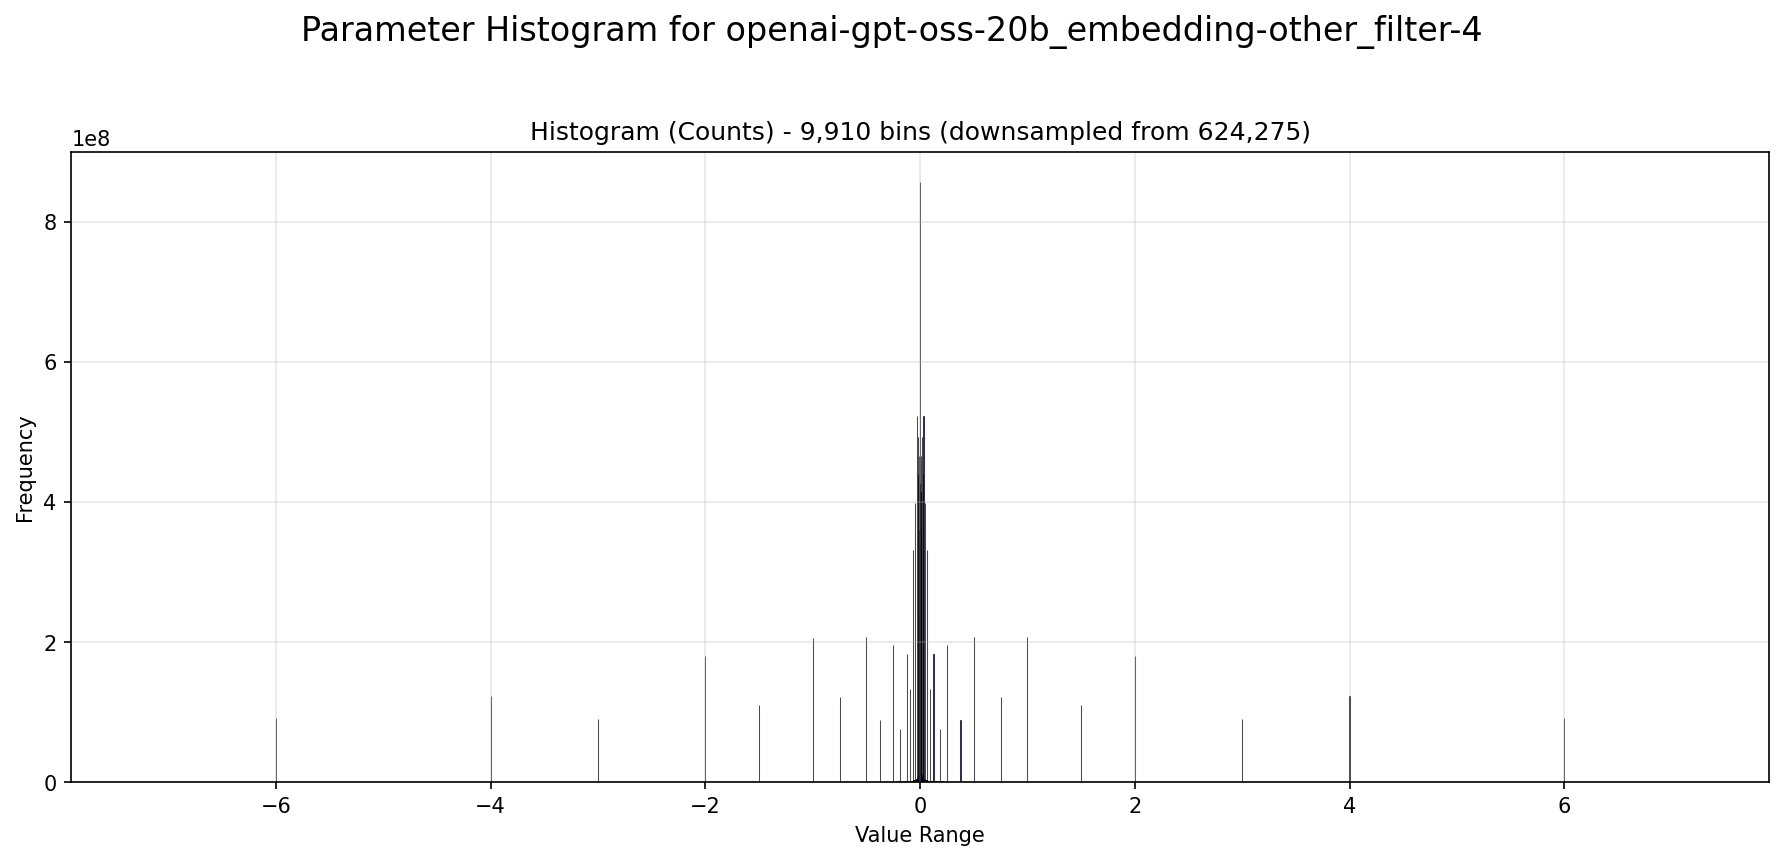 Parameter Histogram for openai-gpt-oss-20b_embedding-other_filter-4
Histogram (Counts) - 9,910 bins (downsampled from 624,275)
1e8
8
6
4
2
0
Frequency
−6
−4
−2
0
2
4
6
Value Range